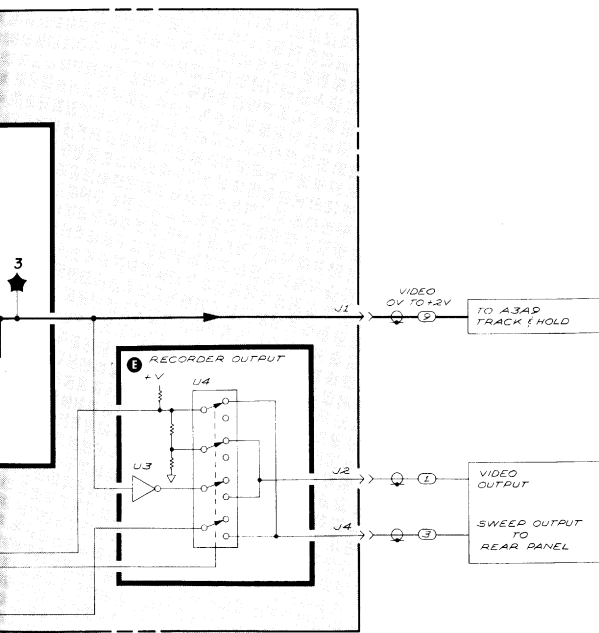 3
VIDEO
0V TO +2V
J1
9
TO A3A9
TRACK & HOLD
E RECORDER OUTPUT
+V
U4
U3
J2
1
VIDEO
OUTPUT
J4
3
SWEEP OUTPUT
TO
REAR PANEL